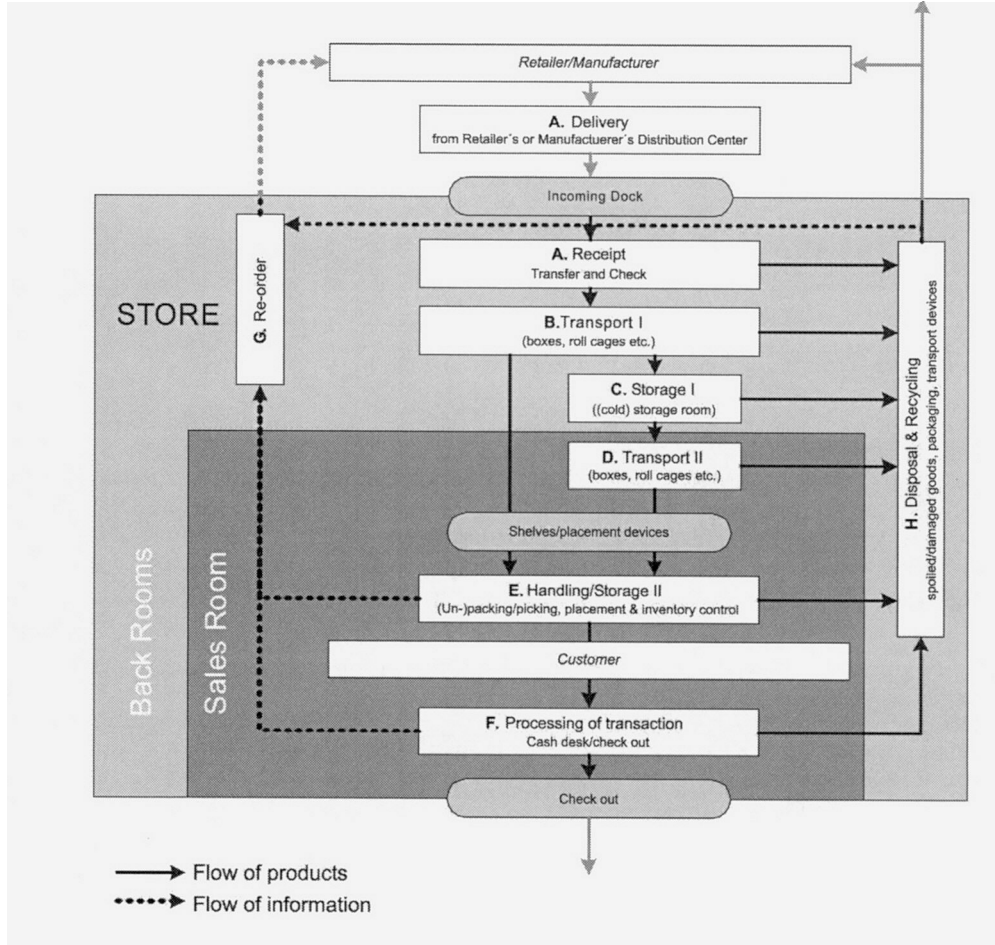 Retailer/Manufacturer
A. Delivery
from Retailer´s or Manufactuerer´s Distribution Center
Incoming Dock
A. Receipt
Transfer and Check
STORE
G. Re-order
B.Transport I
(boxes, roll cages etc.)
C. Storage I
((cold) storage room)
D. Transport II
(boxes, roll cages etc.)
H. Disposal & Recycling
spoiled/damaged goods, packaging, transport devices
Shelves/placement devices
E. Handling/Storage II
(Un-)packing/picking, placement & inventory control
Back Rooms
Sales Room
Customer
F. Processing of transaction
Cash desk/check out
Check out
Flow of products
Flow of information